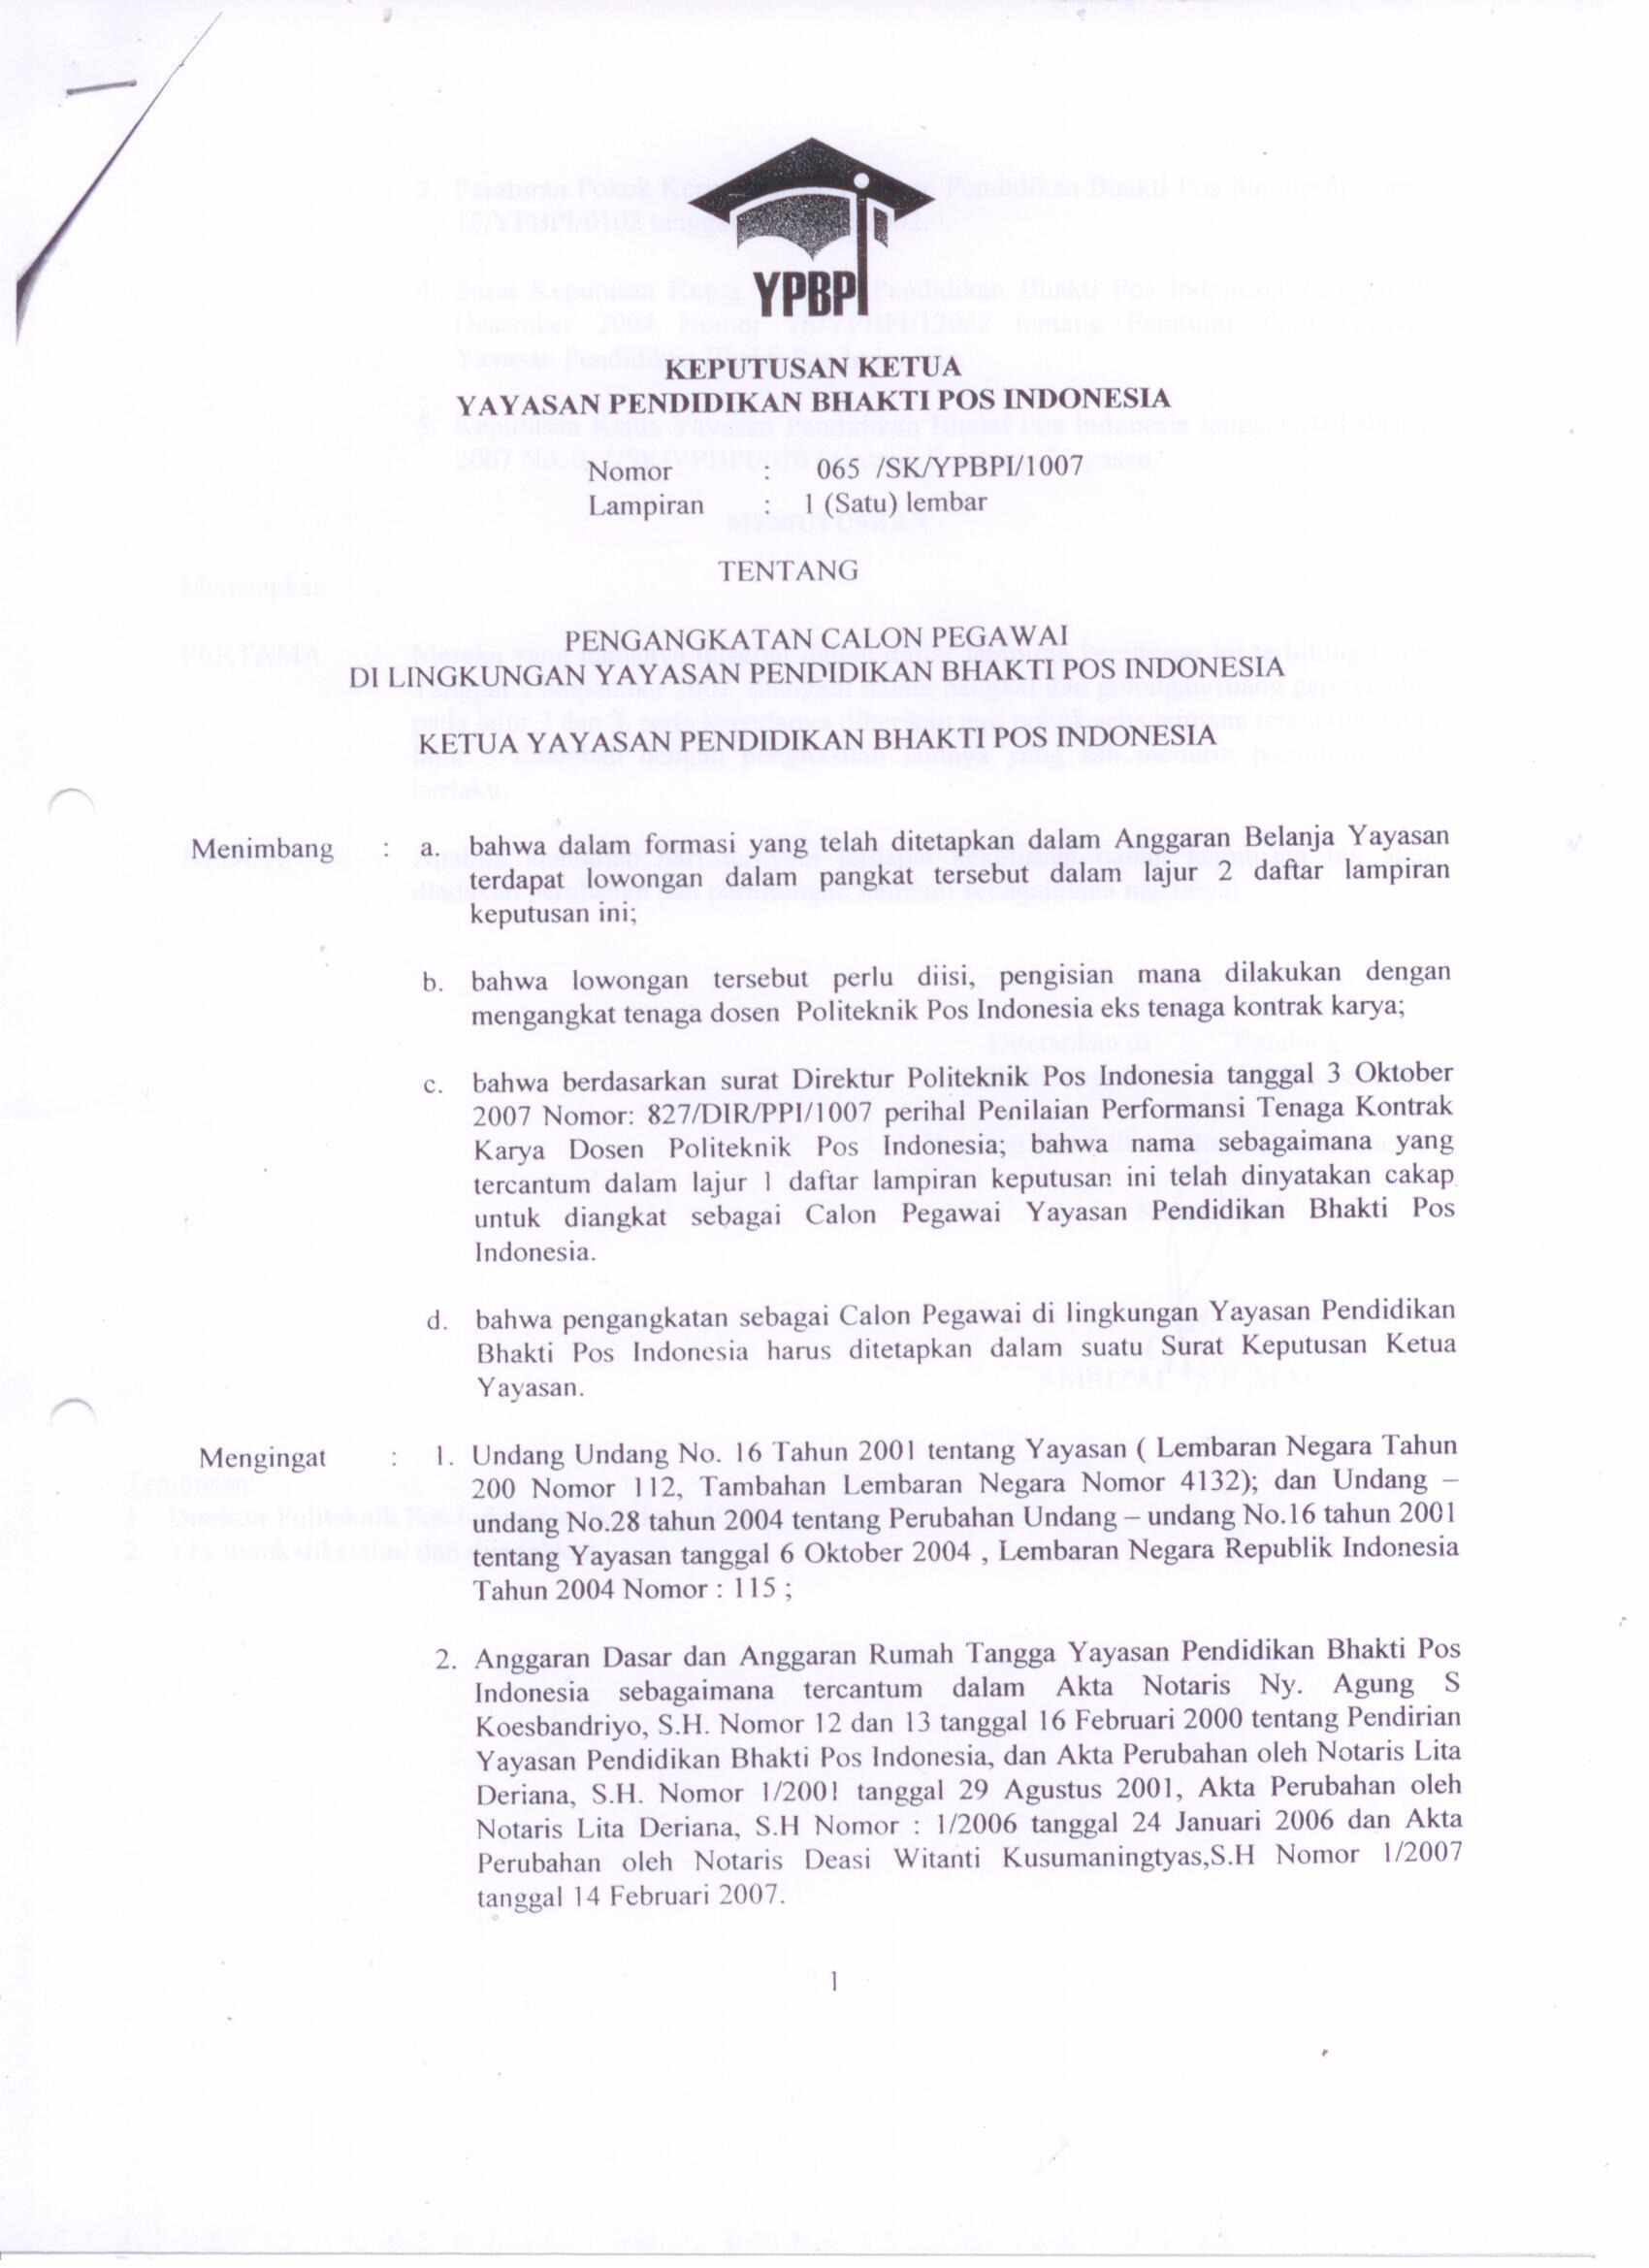 YPBPI
KEPUTUSAN KETUA
YAYASAN PENDIDIKAN BHAKTI POS INDONESIA
Nomor : 065 /SK/YPBPI/1007
Lampiran : 1 (Satu) lembar
TENTANG
PENGANGKATAN CALON PEGAWAI
DI LINGKUNGAN YAYASAN PENDIDIKAN BHAKTI POS INDONESIA
KETUA YAYASAN PENDIDIKAN BHAKTI POS INDONESIA
Menimbang : a. bahwa dalam formasi yang telah ditetapkan dalam Anggaran Belanja Yayasan
terdapat lowongan dalam pangkat tersebut dalam lajur 2 daftar lampiran
keputusan ini;
b. bahwa lowongan tersebut perlu diisi, pengisian mana dilakukan dengan
mengangkat tenaga dosen Politeknik Pos Indonesia eks tenaga kontrak karya;
c. bahwa berdasarkan surat Direktur Politeknik Pos Indonesia tanggal 3 Oktober
2007 Nomor: 827/DIR/PPI/1007 perihal Penilaian Performansi Tenaga Kontrak
Karya Dosen Politeknik Pos Indonesia; bahwa nama sebagaimana yang
tercantum dalam lajur 1 daftar lampiran keputusan ini telah dinyatakan cakap
untuk diangkat sebagai Calon Pegawai Yayasan Pendidikan Bhakti Pos
Indonesia.
d. bahwa pengangkatan sebagai Calon Pegawai di lingkungan Yayasan Pendidikan
Bhakti Pos Indonesia harus ditetapkan dalam suatu Surat Keputusan Ketua
Yayasan.
Mengingat : 1. Undang Undang No. 16 Tahun 2001 tentang Yayasan ( Lembaran Negara Tahun
200 Nomor 112, Tambahan Lembaran Negara Nomor 4132); dan Undang –
undang No.28 tahun 2004 tentang Perubahan Undang – undang No.16 tahun 2001
tentang Yayasan tanggal 6 Oktober 2004 , Lembaran Negara Republik Indonesia
Tahun 2004 Nomor : 115 ;
2. Anggaran Dasar dan Anggaran Rumah Tangga Yayasan Pendidikan Bhakti Pos
Indonesia sebagaimana tercantum dalam Akta Notaris Ny. Agung S
Koesbandriyo, S.H. Nomor 12 dan 13 tanggal 16 Februari 2000 tentang Pendirian
Yayasan Pendidikan Bhakti Pos Indonesia, dan Akta Perubahan oleh Notaris Lita
Deriana, S.H. Nomor 1/2001 tanggal 29 Agustus 2001, Akta Perubahan oleh
Notaris Lita Deriana, S.H Nomor : 1/2006 tanggal 24 Januari 2006 dan Akta
Perubahan oleh Notaris Deasi Witanti Kusumaningtyas,S.H Nomor 1/2007
tanggal 14 Februari 2007.
1